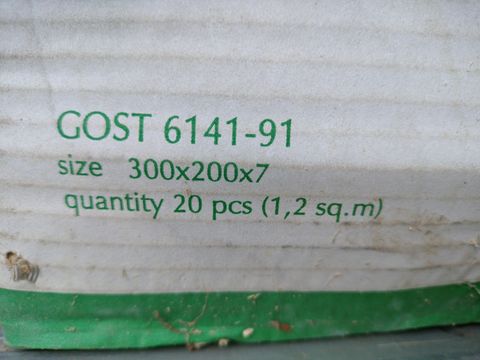 GOST 6141-91
size 300x200x7
quantity 20 pcs (1,2 sq.m)